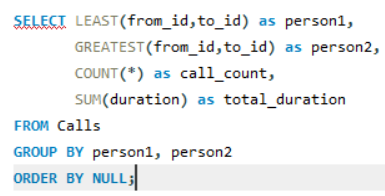 SELECT LEAST(from_id,to_id) as person1,
GREATEST(from_id,to_id) as person2,
COUNT(*) as call_count,
SUM(duration) as total_duration
FROM Calls
GROUP BY person1, person2
ORDER BY NULL;